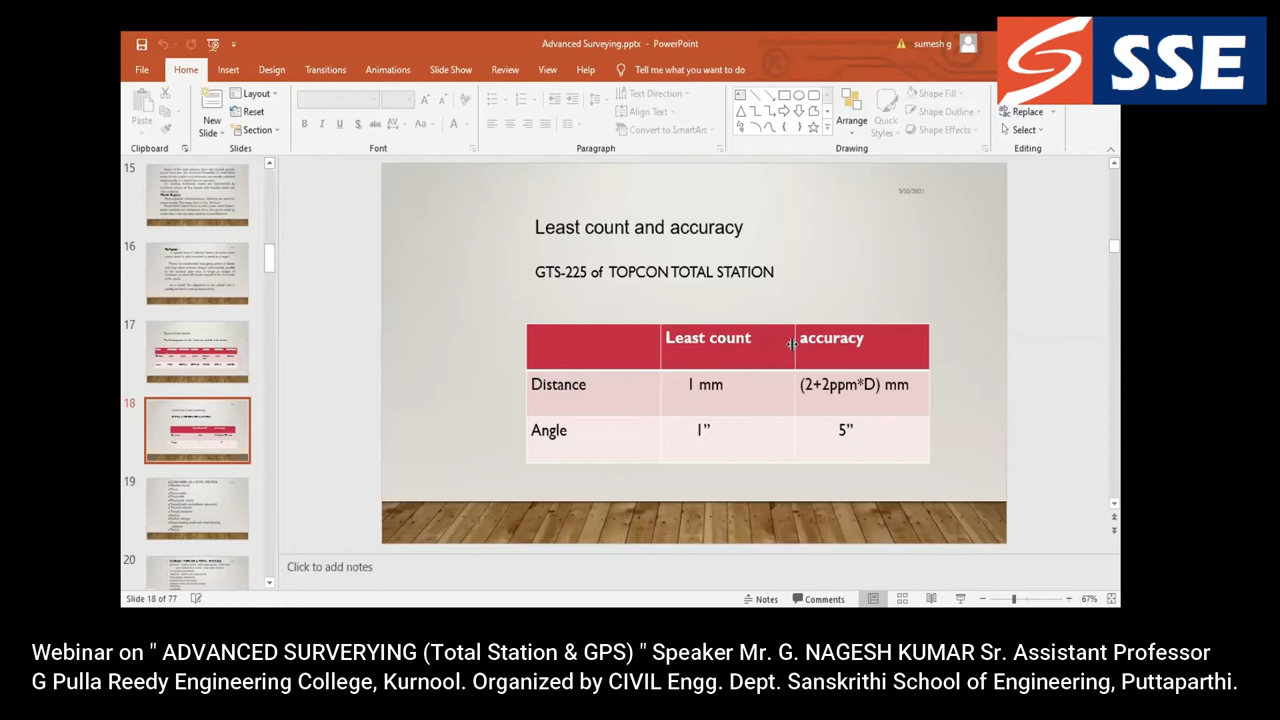 Advanced Surveying.pptx - PowerPoint
sumesh g
SSE
File Home Insert Design Transitions Animations Slide Show Review View Help Tell me what you want to do
Paste
Clipboard
New
Slide
Layout
Reset
Section
Slides
B I U S abc AV Aa A
Font
Text Direction
Align Text
Convert to SmartArt
Paragraph
Arrange
Quick
Styles
Shape Fill
Shape Outline
Shape Effects
Drawing
Replace
Select
Editing
15
16
17
18
19
20
5/22/2021
Least count and accuracy
GTS-225 of TOPCON TOTAL STATION
Least count accuracy
Distance 1 mm (2+2ppm*D) mm
Angle 1” 5”
Click to add notes
Slide 18 of 77
Notes Comments 67%
Webinar on " ADVANCED SURVERYING (Total Station & GPS) " Speaker Mr. G. NAGESH KUMAR Sr. Assistant Professor
G Pulla Reedy Engineering College, Kurnool. Organized by CIVIL Engg. Dept. Sanskrithi School of Engineering, Puttaparthi.